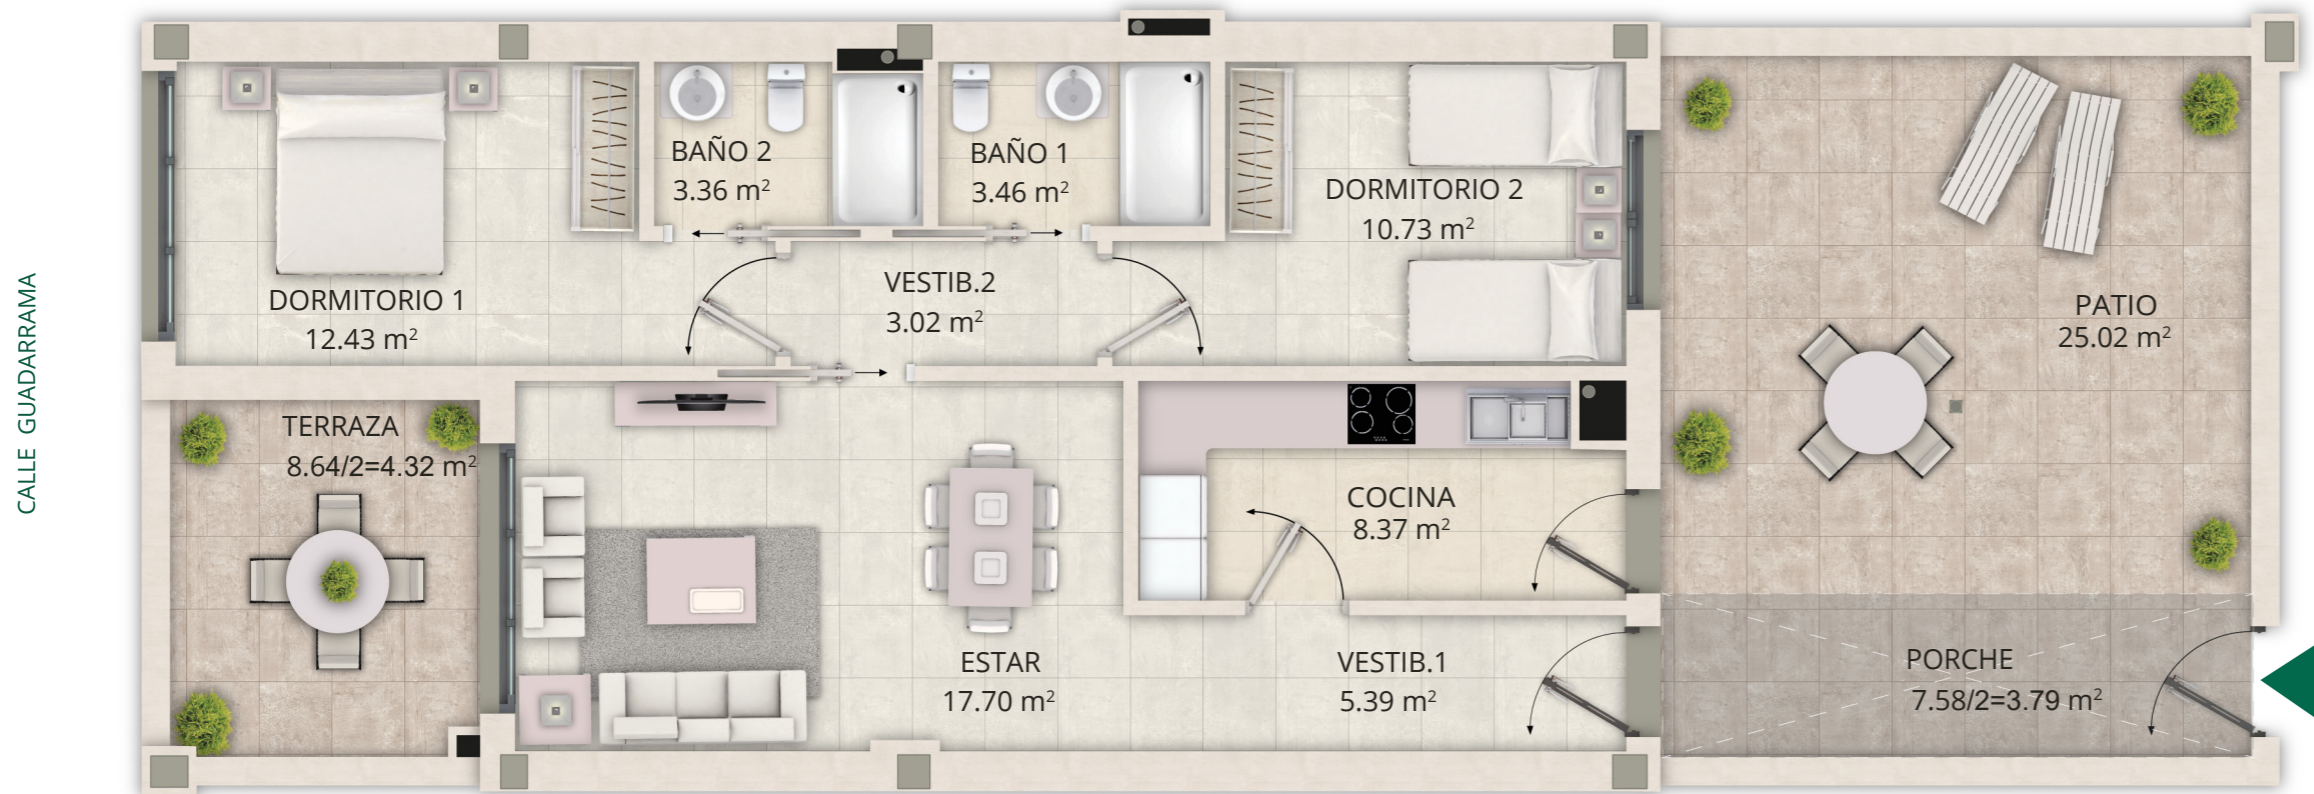 CALLE GUADARRAMA
DORMITORIO 1
12.43 m²
BAÑO 2
3.36 m²
BAÑO 1
3.46 m²
DORMITORIO 2
10.73 m²
VESTIB.2
3.02 m²
PATIO
25.02 m²
TERRAZA
8.64/2=4.32 m²
COCINA
8.37 m²
ESTAR
17.70 m²
VESTIB.1
5.39 m²
PORCHE
7.58/2=3.79 m²